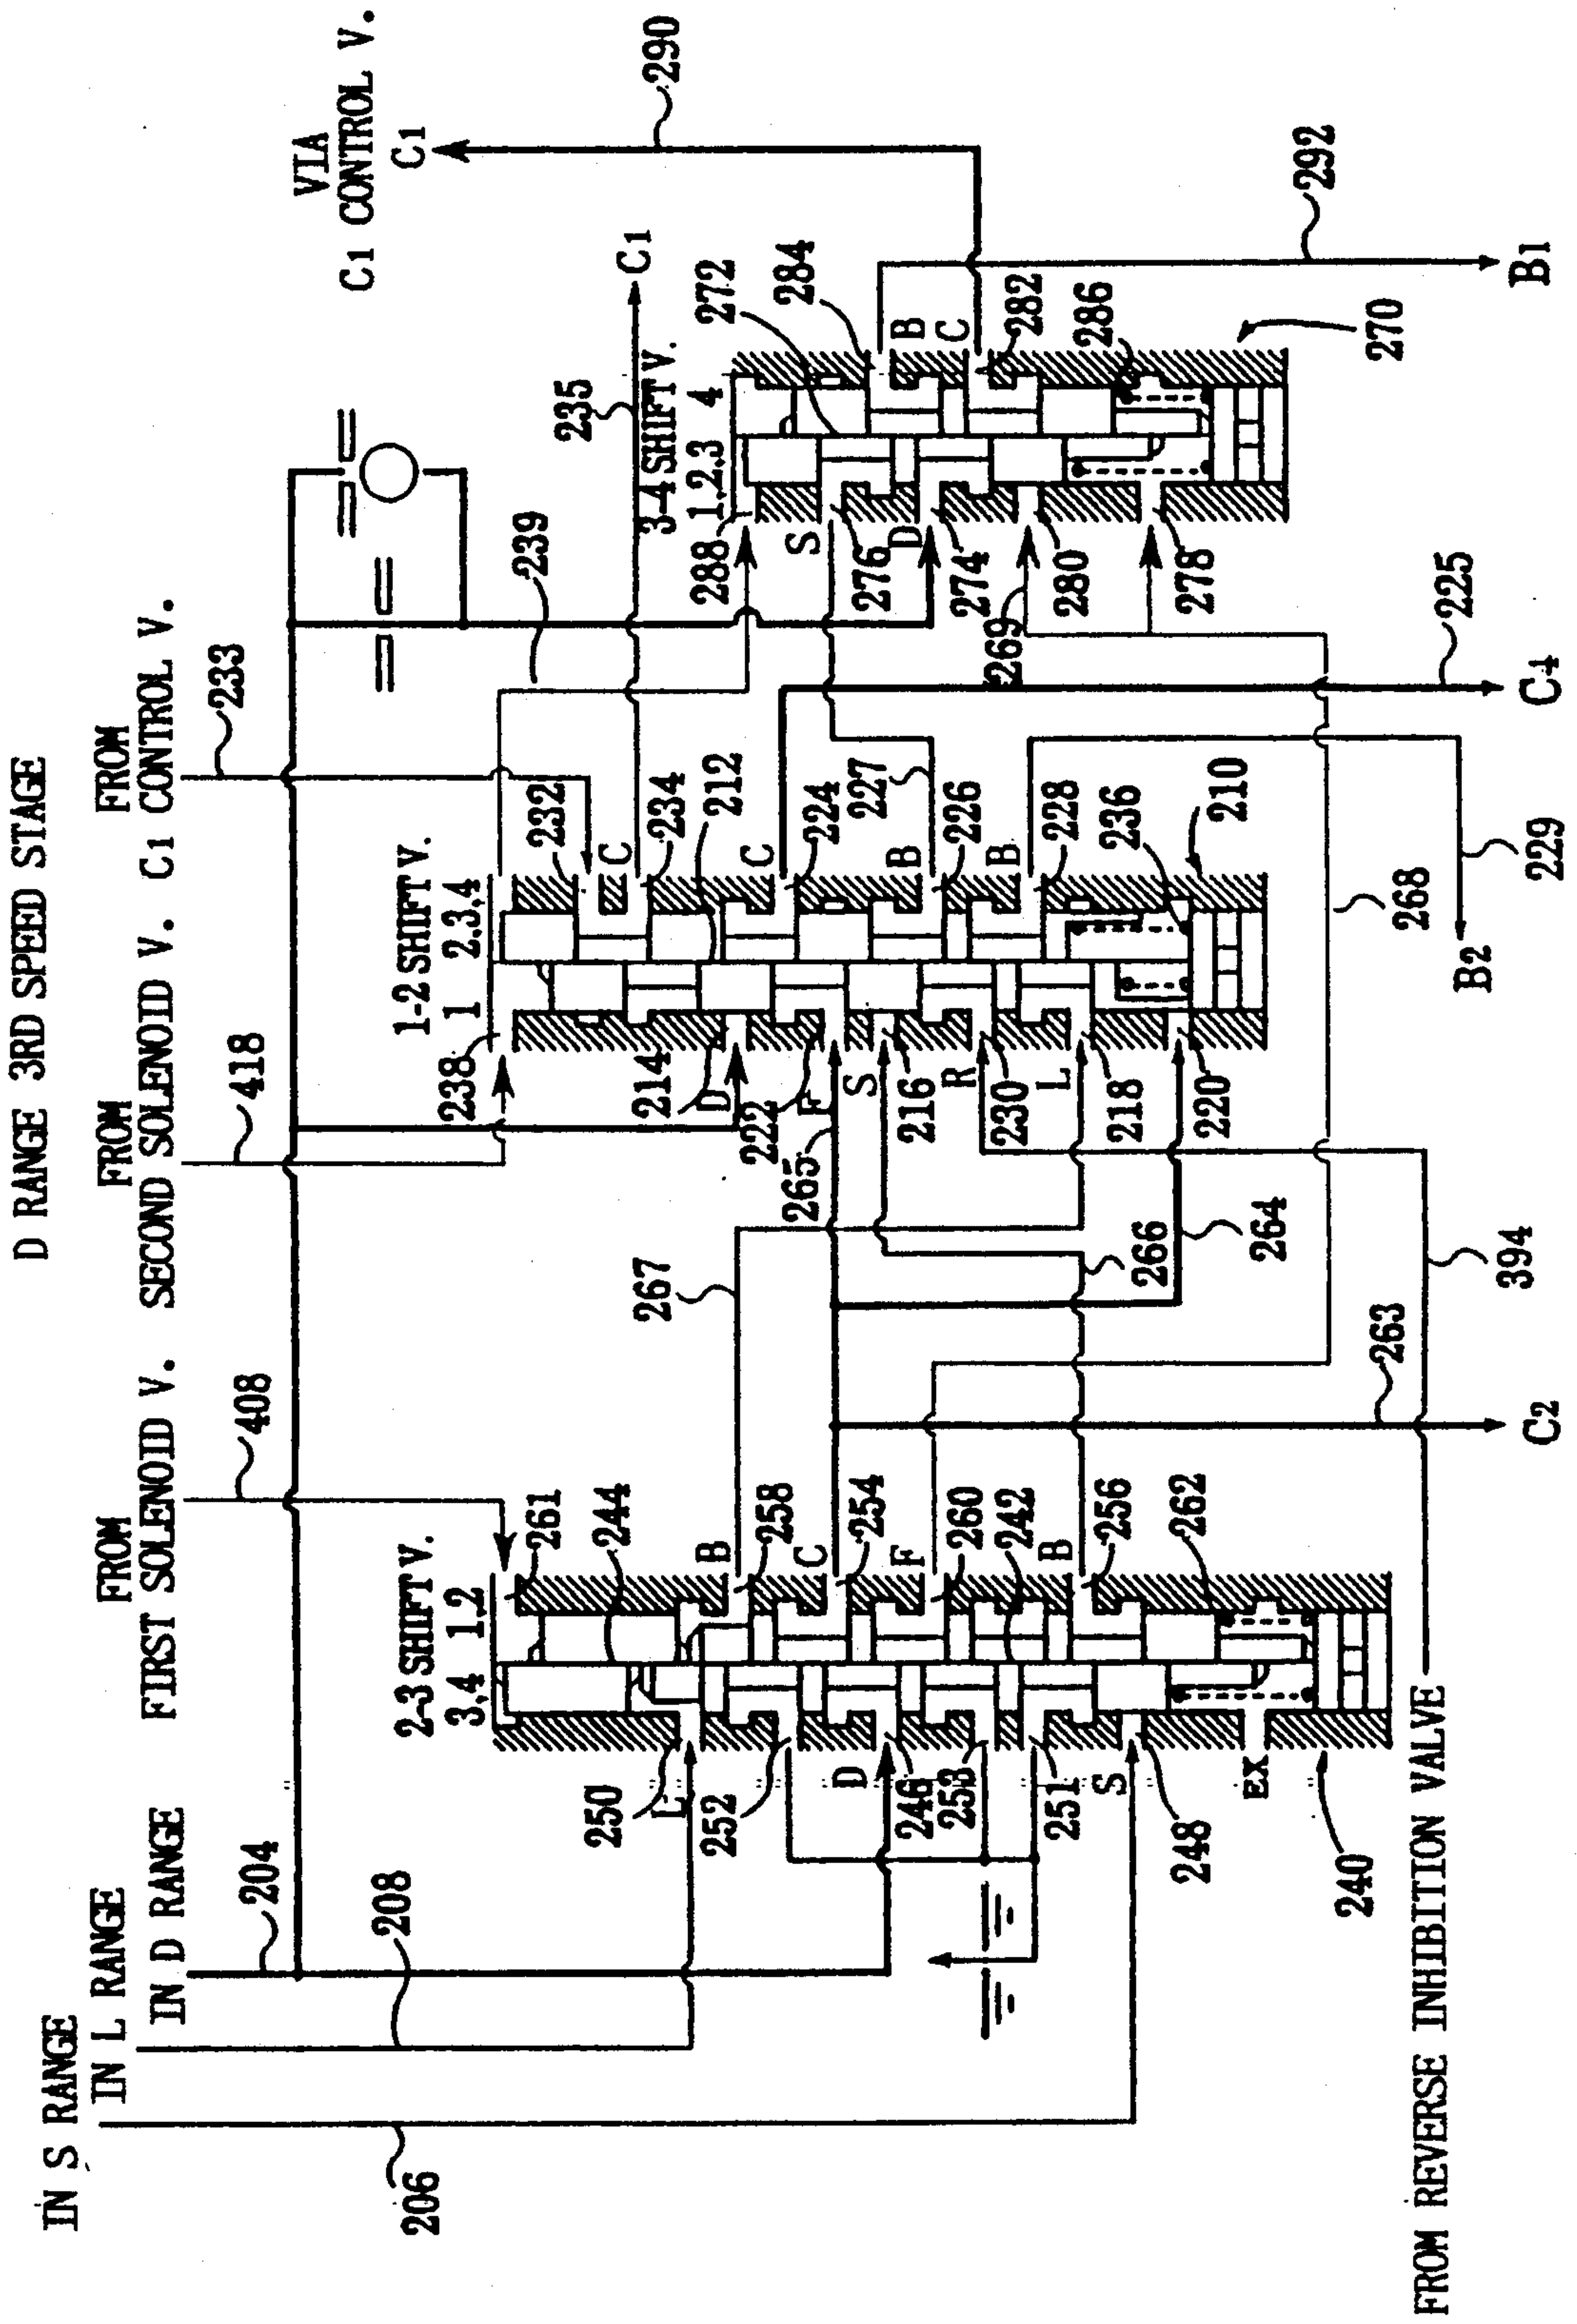 D RANGE 3RD SPEED STAGE
IN S RANGE
IN L RANGE
IN D RANGE
FROM
FIRST SOLENOID V.
FROM
SECOND SOLENOID V.
FROM
C1 CONTROL V.
VIA
C1 CONTROL V.
C1
206
208
204
408
418
233
239
235
C1
290
2-3 SHIFT V.
3,4
1,2
261
244
250
L
252
D
246
253
251
S
248
EX
240
B
258
C
254
F
260
242
B
256
262
267
265
266
264
263
C2
394
1-2 SHIFT V.
1
2,3,4
238
232
C
234
212
214
D
222
F
S
216
R
230
L
218
220
C
224
B
226
227
B
228
236
210
229
B2
268
225
C4
3-4 SHIFT V.
1,2,3
4
288
S
276
D
274
269
280
278
272
284
B
C
282
286
270
292
B1
FROM REVERSE INHIBITION VALVE